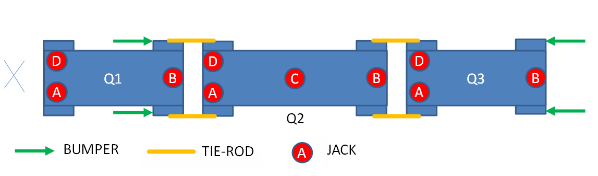 D D D
Q1 B C B Q3 B
A A A
Q2
BUMPER TIE-ROD A JACK